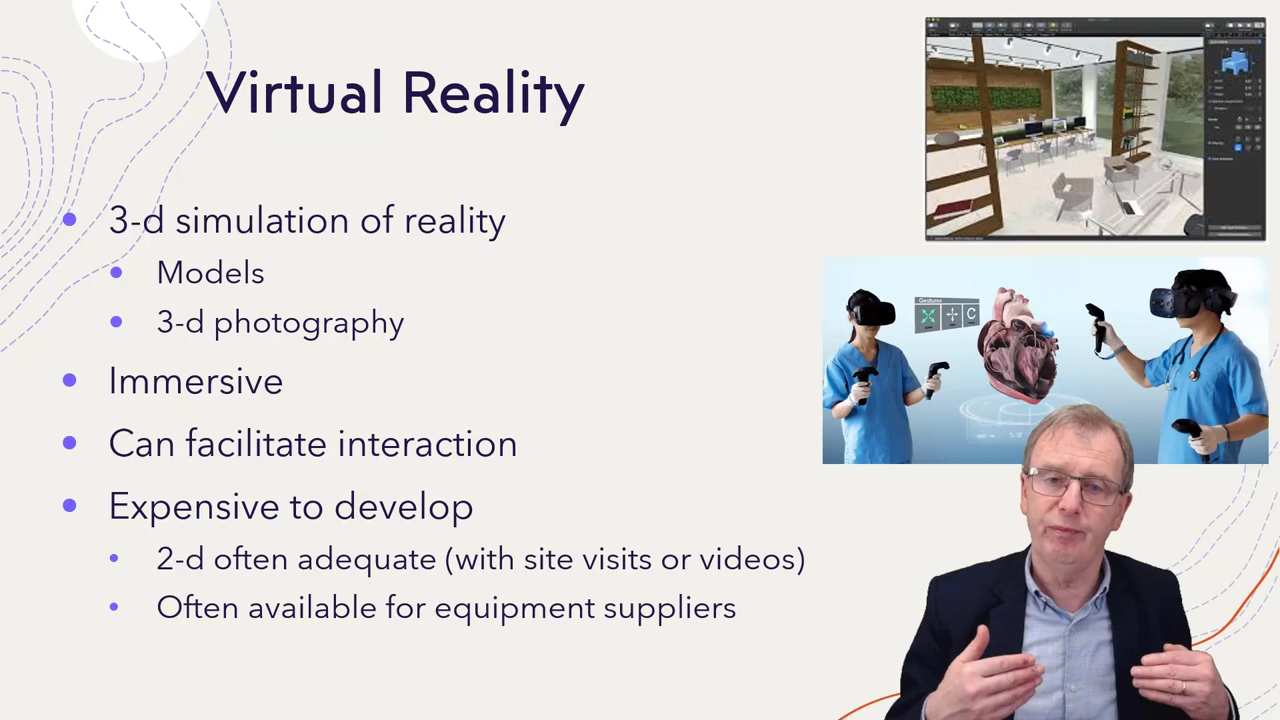 Virtual Reality
3-d simulation of reality
Models
3-d photography
Immersive
Can facilitate interaction
Expensive to develop
2-d often adequate (with site visits or videos)
Often available for equipment suppliers
Gestures